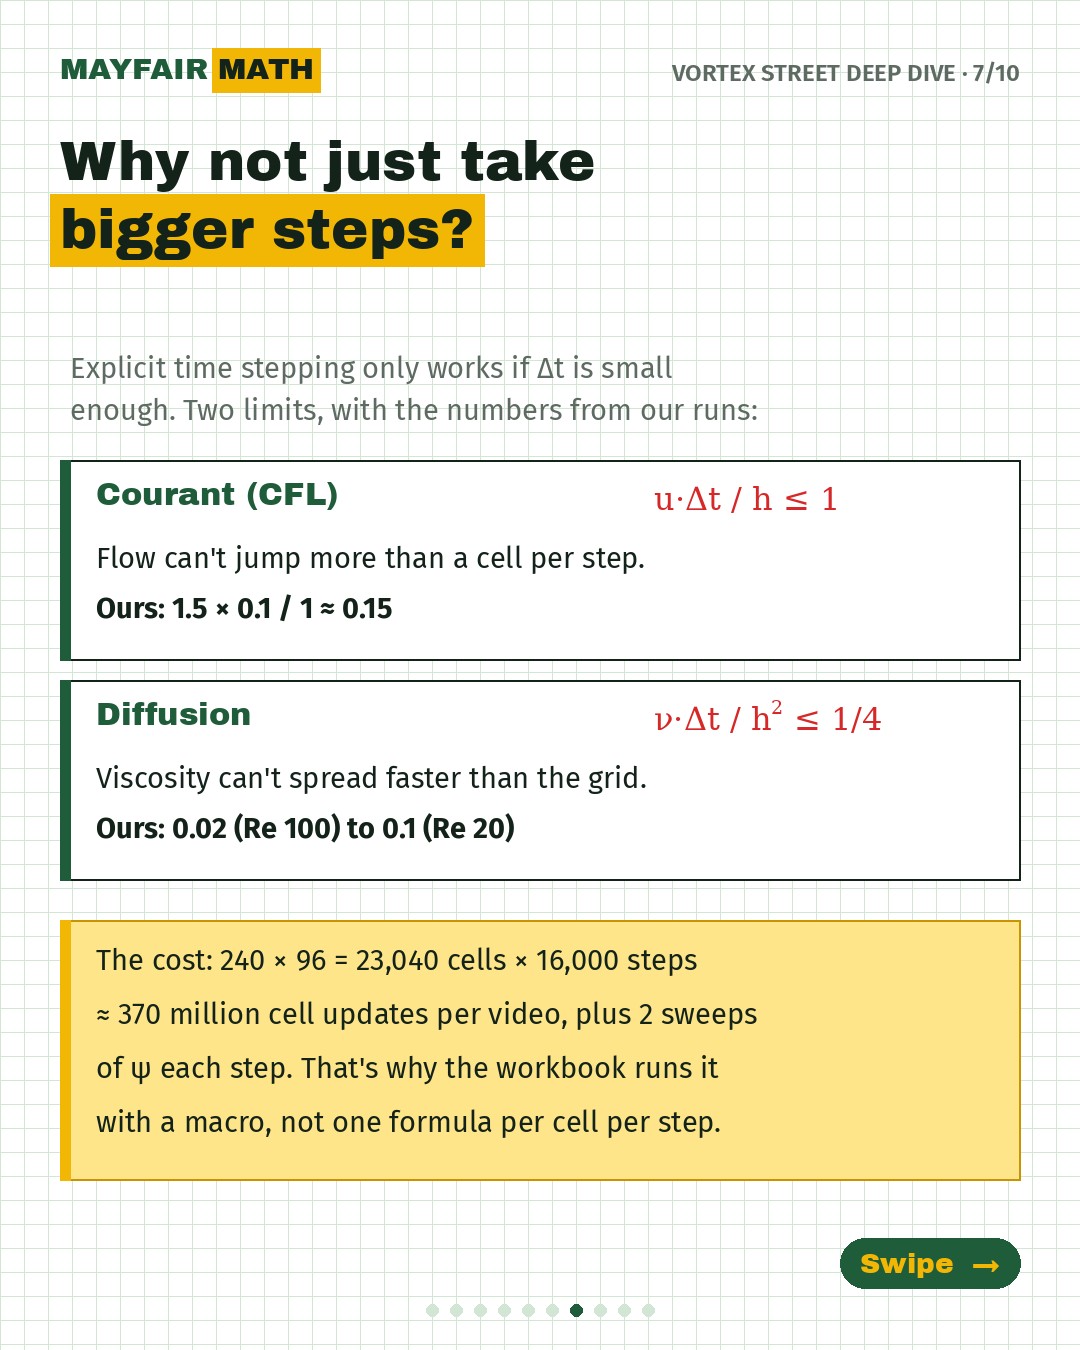 MAYFAIR MATH
VORTEX STREET DEEP DIVE · 7/10
Why not just take
bigger steps?
Explicit time stepping only works if Δt is small
enough. Two limits, with the numbers from our runs:
Courant (CFL)
u·Δt / h ≤ 1
Flow can't jump more than a cell per step.
Ours: 1.5 × 0.1 / 1 ≈ 0.15
Diffusion
ν·Δt / h² ≤ 1/4
Viscosity can't spread faster than the grid.
Ours: 0.02 (Re 100) to 0.1 (Re 20)
The cost: 240 × 96 = 23,040 cells × 16,000 steps
≈ 370 million cell updates per video, plus 2 sweeps
of ψ each step. That's why the workbook runs it
with a macro, not one formula per cell per step.
Swipe →